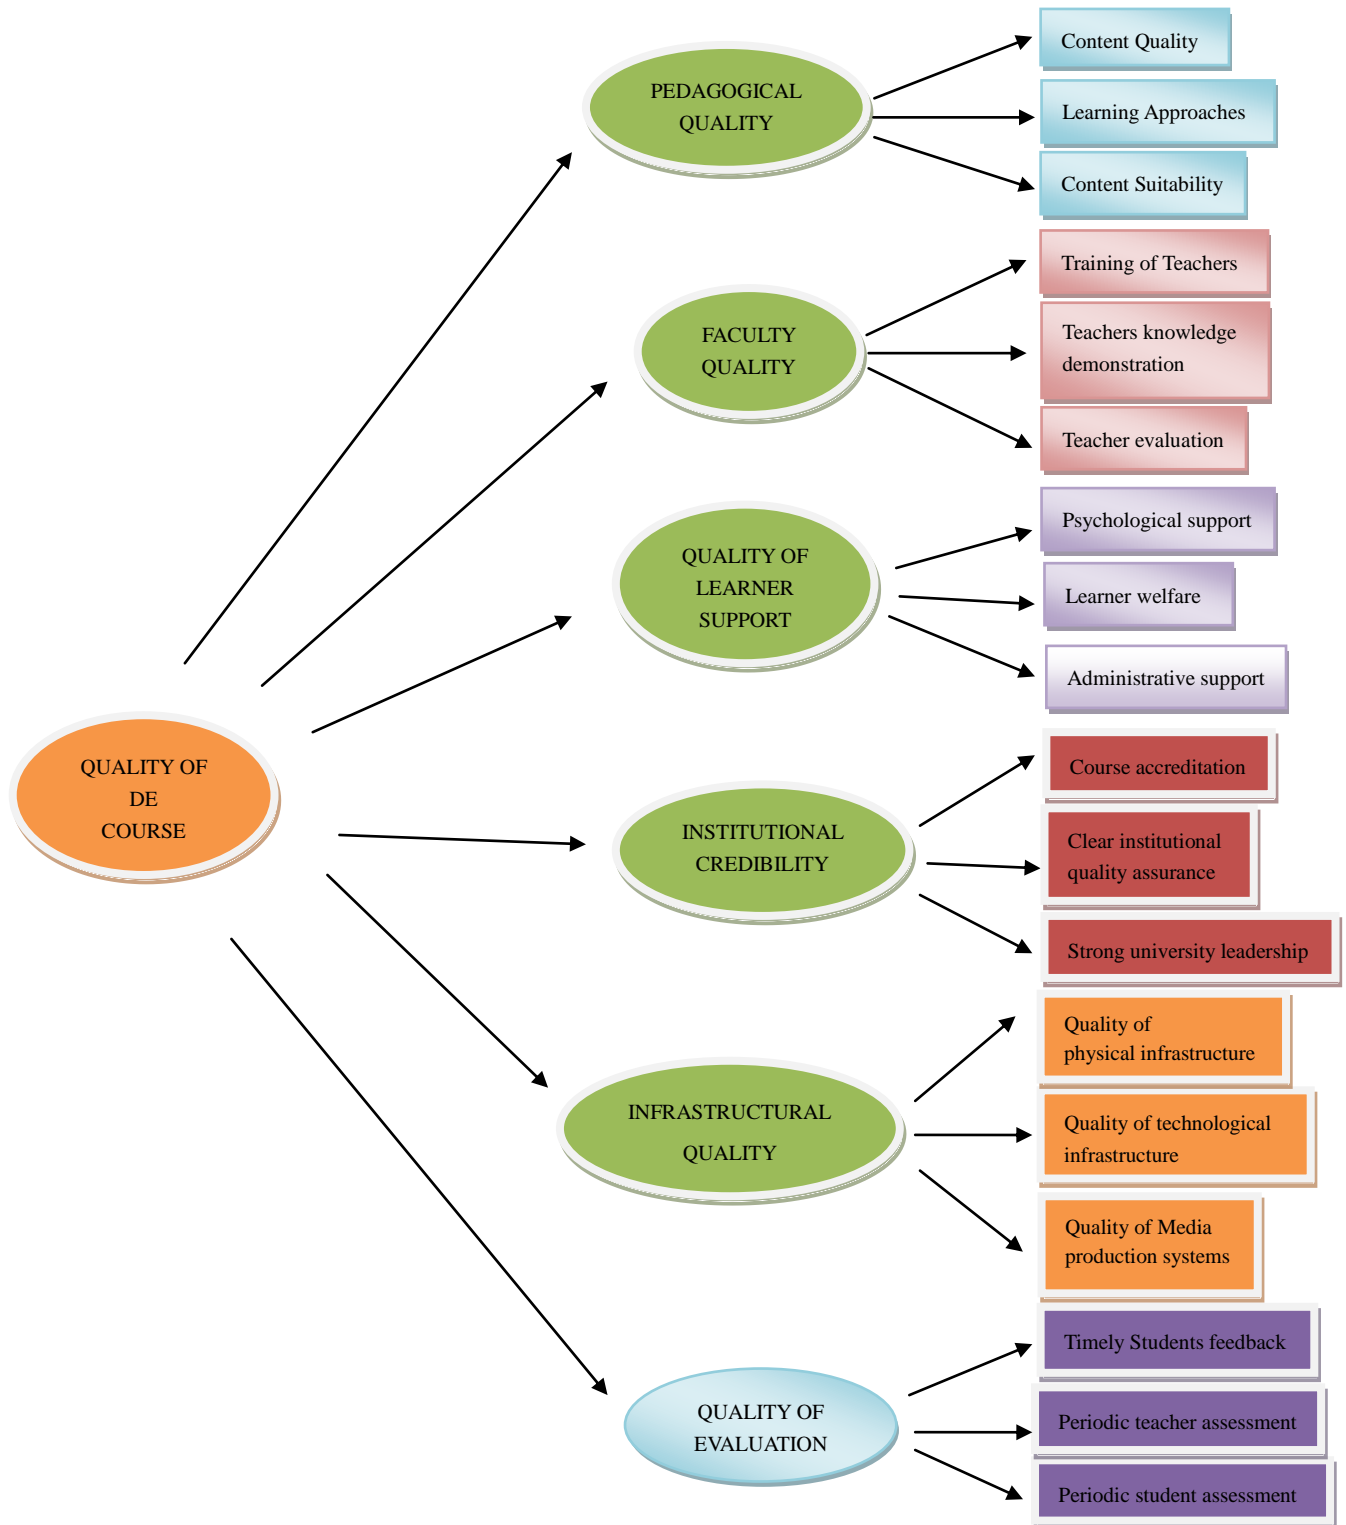 PEDAGOGICAL
QUALITY
Content Quality
Learning Approaches
Content Suitability
FACULTY
QUALITY
Training of Teachers
Teachers knowledge
demonstration
Teacher evaluation
QUALITY OF
LEARNER
SUPPORT
Psychological support
Learner welfare
Administrative support
QUALITY OF
DE
COURSE
INSTITUTIONAL
CREDIBILITY
Course accreditation
Clear institutional
quality assurance
Strong university leadership
INFRASTRUCTURAL
QUALITY
Quality of
physical infrastructure
Quality of technological
infrastructure
Quality of Media
production systems
QUALITY OF
EVALUATION
Timely Students feedback
Periodic teacher assessment
Periodic student assessment